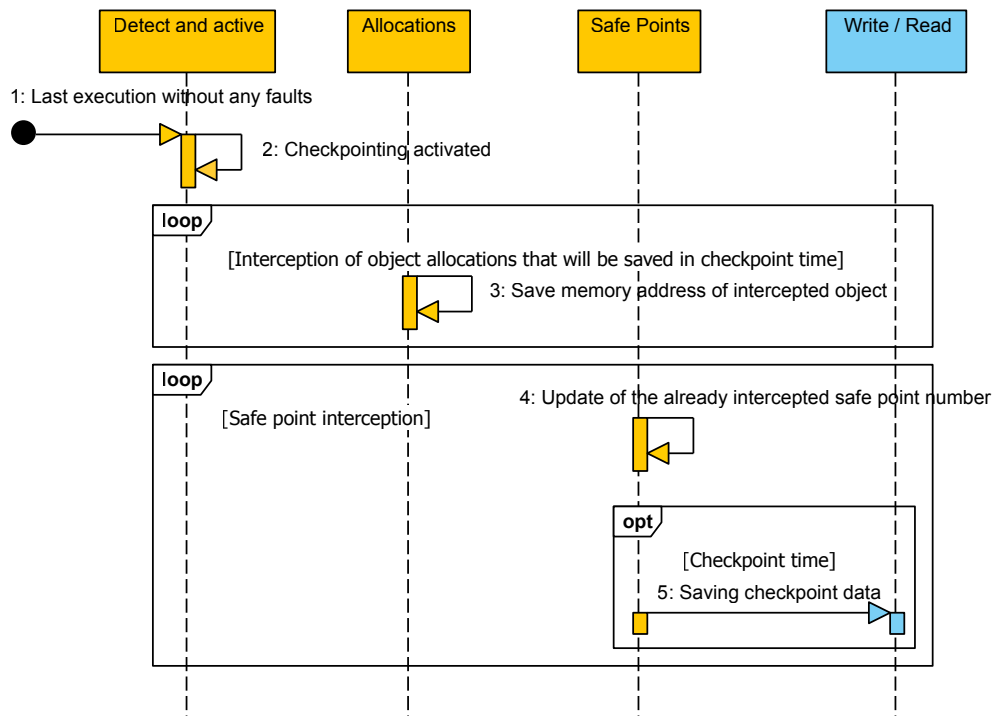 Detect and active
Allocations
Safe Points
Write / Read
1: Last execution without any faults
2: Checkpointing activated
loop
[Interception of object allocations that will be saved in checkpoint time]
3: Save memory address of intercepted object
loop
4: Update of the already intercepted safe point number
[Safe point interception]
opt
[Checkpoint time]
5: Saving checkpoint data